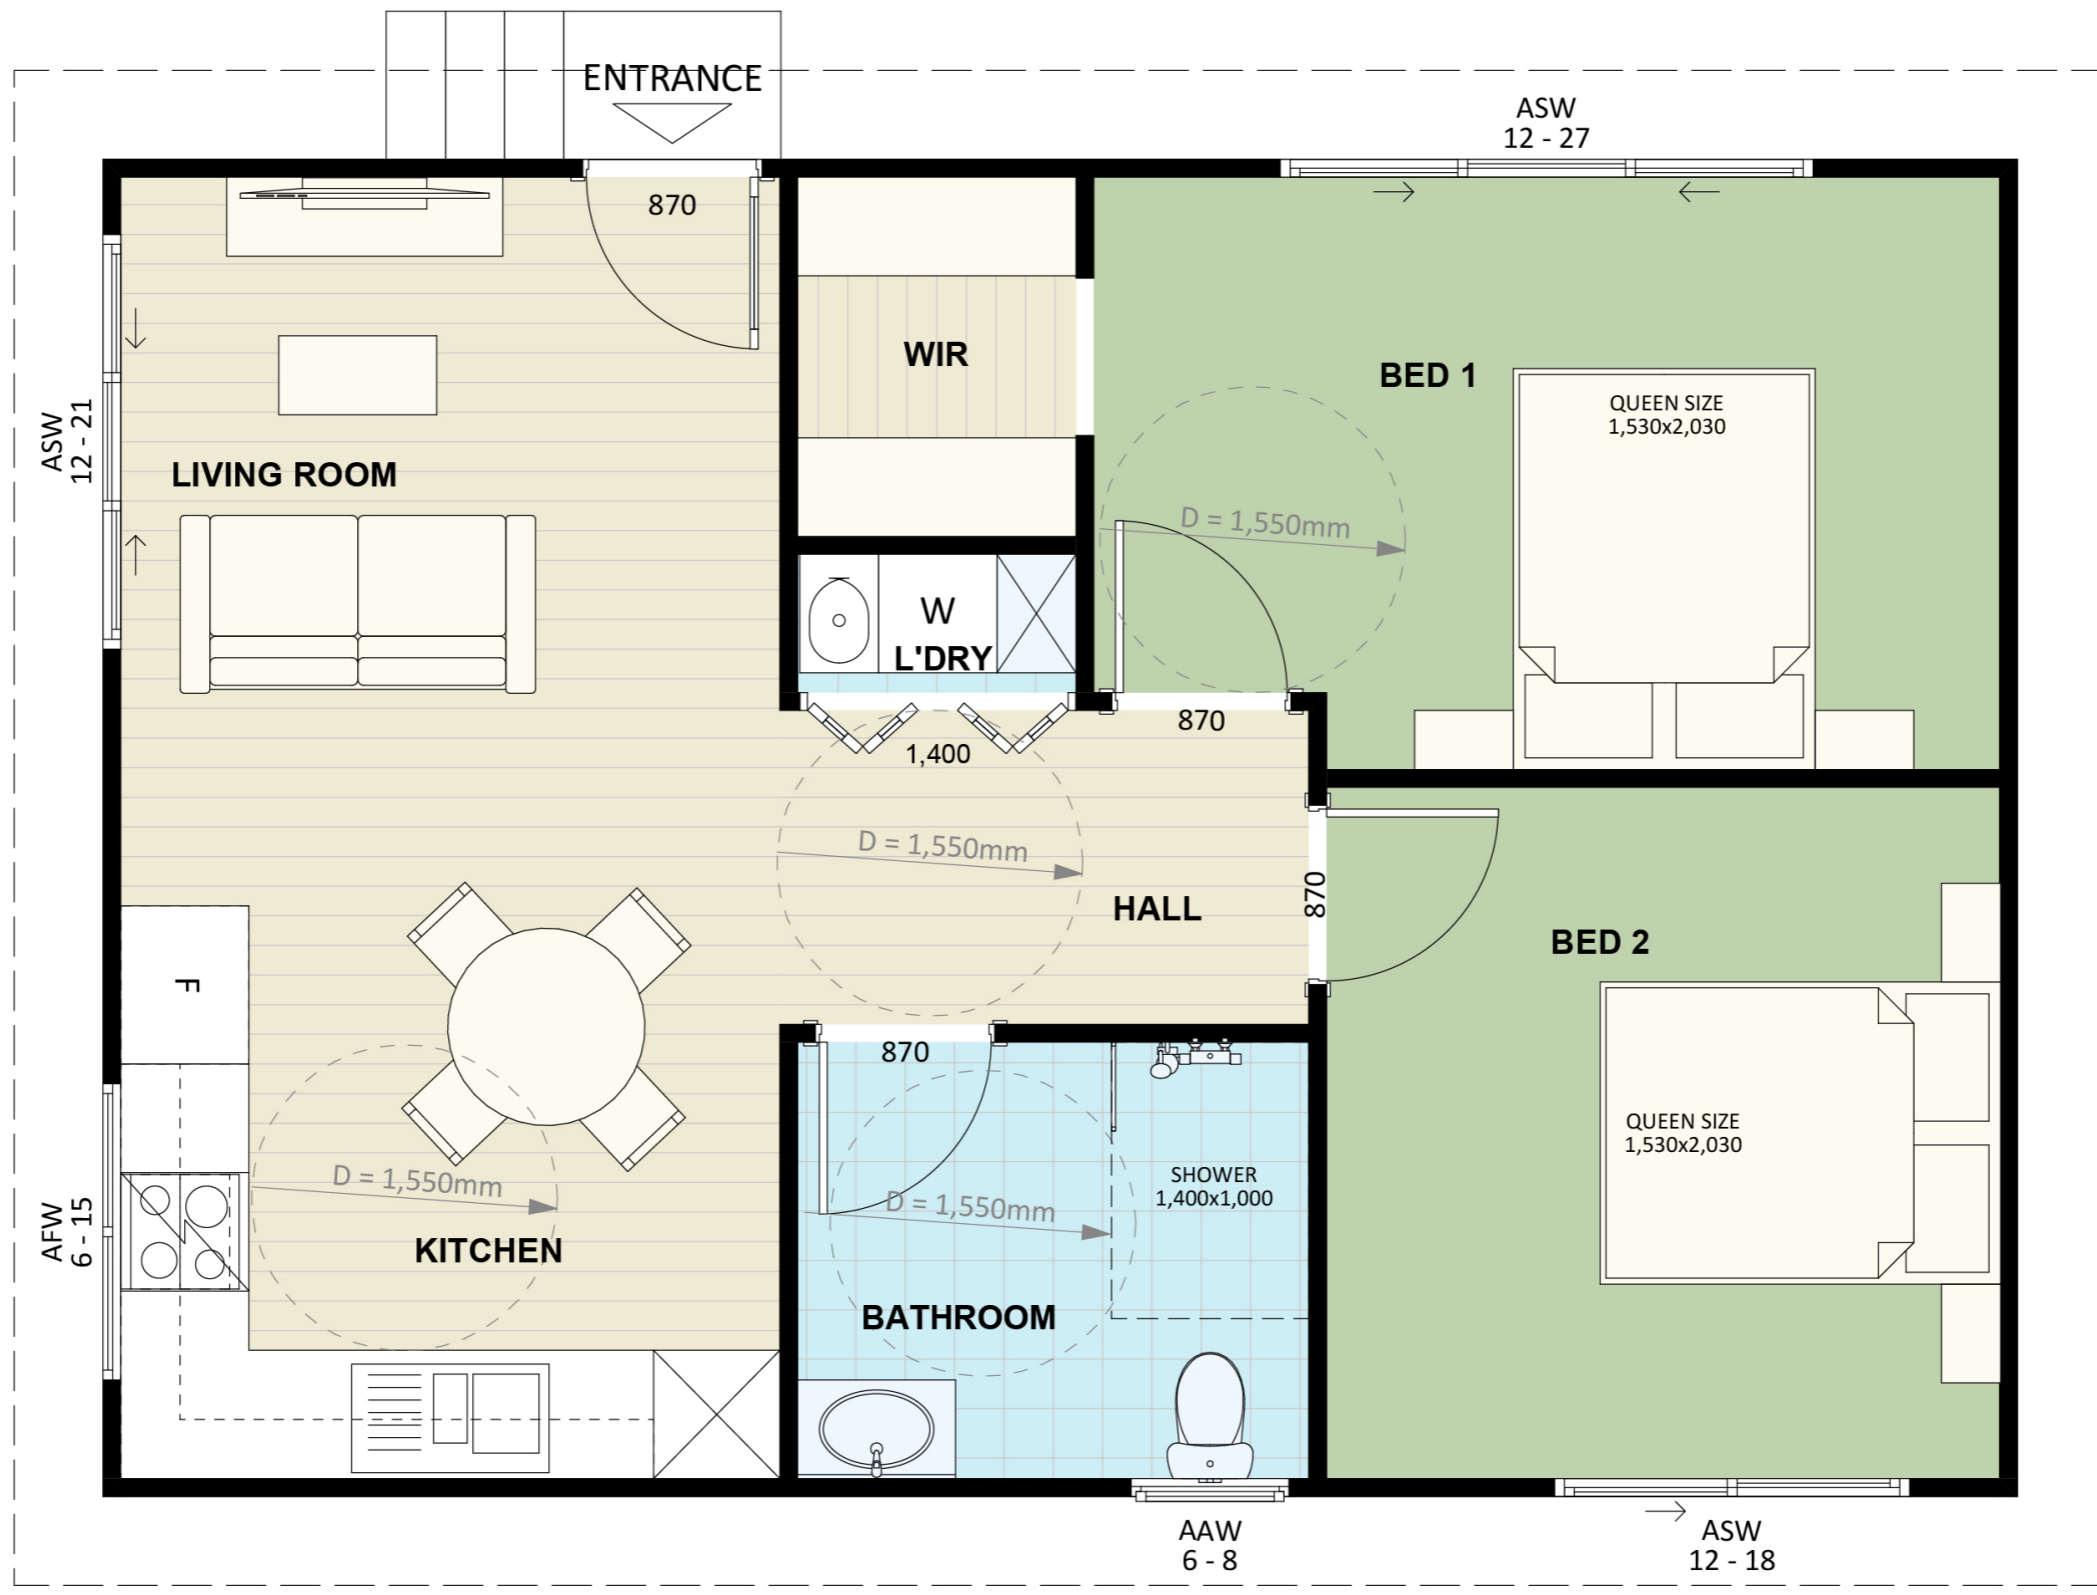 ENTRANCE
ASW
12 - 27
870
WIR
BED 1
QUEEN SIZE
1,530x2,030
ASW
12 - 21
LIVING ROOM
D = 1,550mm
W
L'DRY
870
1,400
D = 1,550mm
HALL
870
BED 2
F
870
QUEEN SIZE
1,530x2,030
D = 1,550mm
SHOWER
1,400x1,000
D = 1,550mm
AFW
6 - 15
KITCHEN
BATHROOM
AAW
6 - 8
ASW
12 - 18